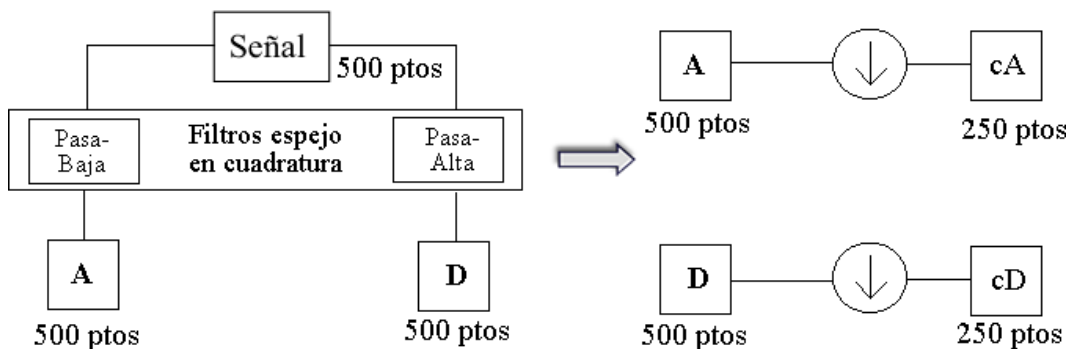 Señal
500 ptos
Pasa-
Baja
Filtros espejo
en cuadratura
Pasa-
Alta
A
500 ptos
D
500 ptos
A
500 ptos
cA
250 ptos
D
500 ptos
cD
250 ptos